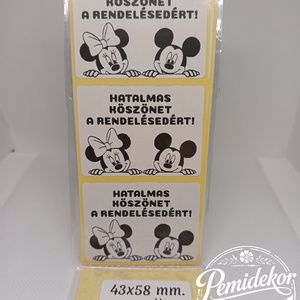 KÖSZÖNET
A RENDELÉSEDÉRT!
HATALMAS
KÖSZÖNET
A RENDELÉSEDÉRT!
HATALMAS
KÖSZÖNET
A RENDELÉSEDÉRT!
43x58 mm.
Pemidekor